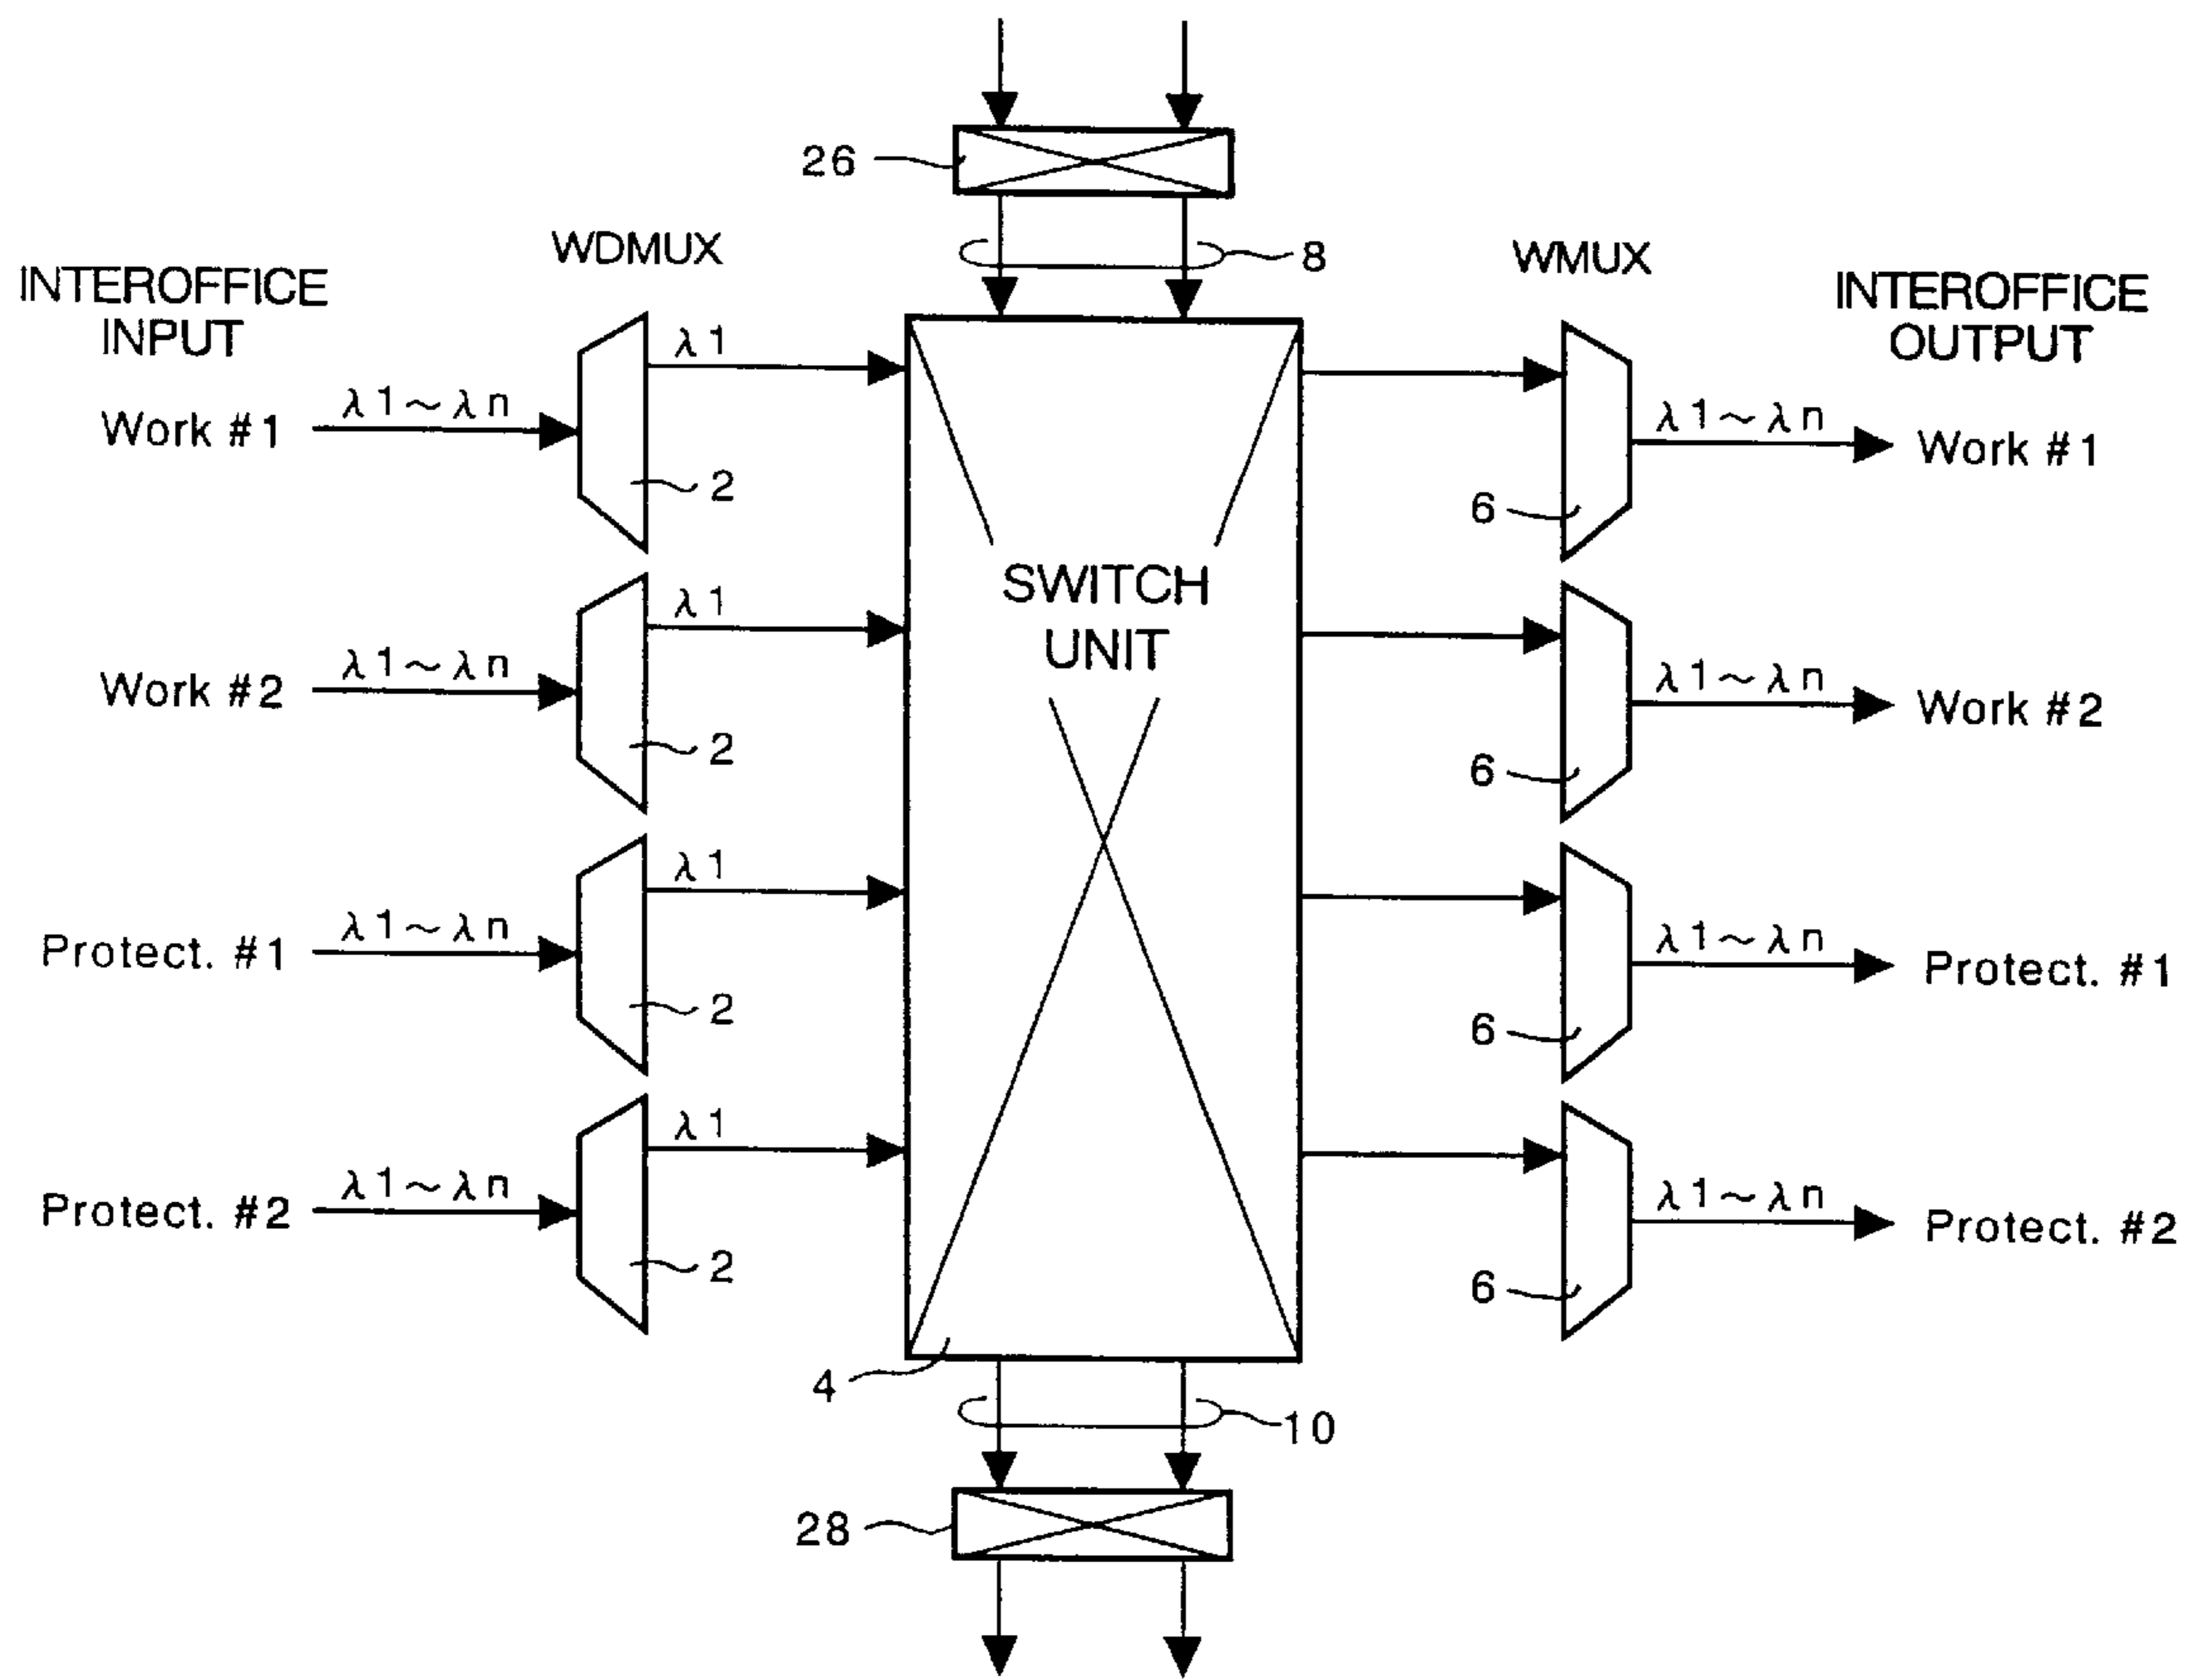 26
8
WDMUX
WMUX
INTEROFFICE
INPUT
INTEROFFICE
OUTPUT
λ1
Work #1
λ1~λn
2
6
λ1~λn
Work #1
SWITCH
UNIT
λ1
Work #2
λ1~λn
2
6
λ1~λn
Work #2
λ1
Protect. #1
λ1~λn
2
6
λ1~λn
Protect. #1
λ1
Protect. #2
λ1~λn
2
6
λ1~λn
Protect. #2
4
10
28